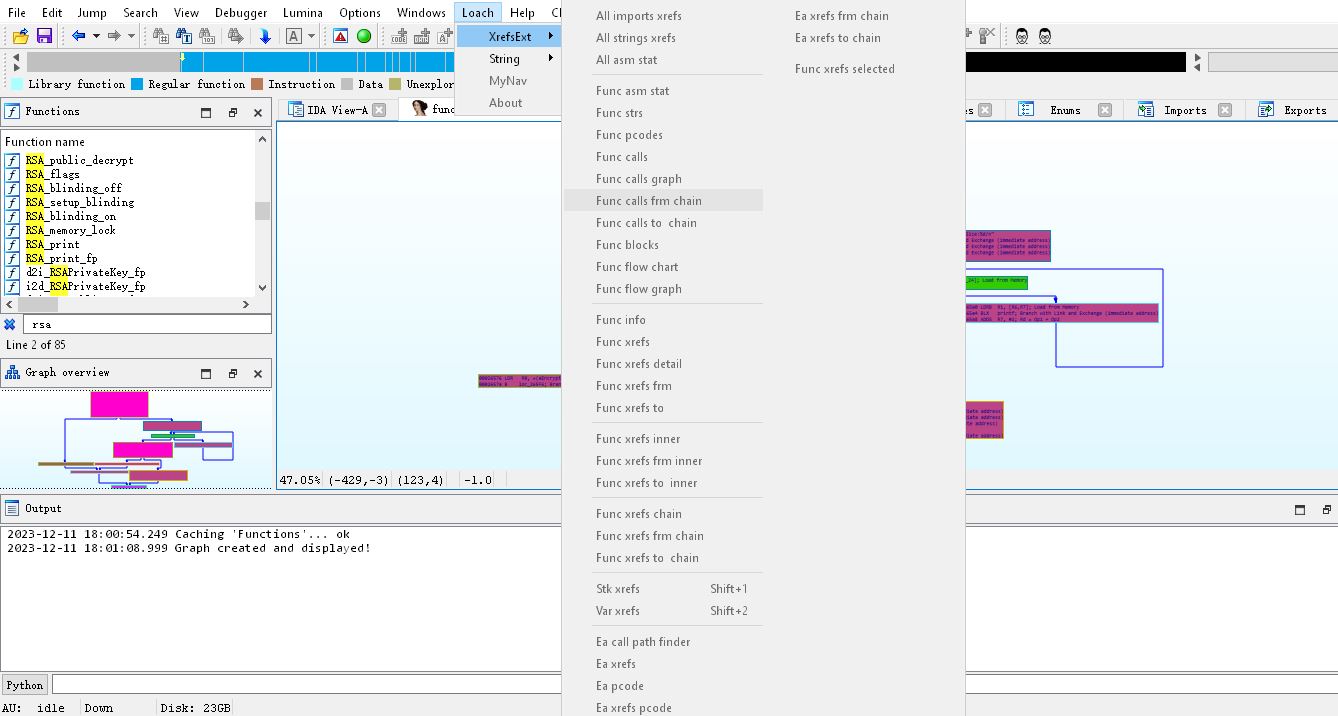 File Edit Jump Search View Debugger Lumina Options Windows Loach Help
XrefsExt
String
MyNav
About
Library function Regular function Instruction Data
Functions
Function name
RSA_public_decrypt
RSA_flags
RSA_blinding_off
RSA_setup_blinding
RSA_blinding_on
RSA_memory_lock
RSA_print
RSA_print_fp
d2i_RSAPrivateKey_fp
i2d_RSAPrivateKey_fp
rsa
Line 2 of 85
Graph overview
IDA View-A
func
Enums
Imports
Exports
47.05% (-429,-3) (123,4) -1.0
All imports xrefs
All strings xrefs
All asm stat
Func asm stat
Func strs
Func pcodes
Func calls
Func calls graph
Func calls frm chain
Func calls to chain
Func blocks
Func flow chart
Func flow graph
Func info
Func xrefs
Func xrefs detail
Func xrefs frm
Func xrefs to
Func xrefs inner
Func xrefs frm inner
Func xrefs to inner
Func xrefs chain
Func xrefs frm chain
Func xrefs to chain
Stk xrefs Shift+1
Var xrefs Shift+2
Ea call path finder
Ea xrefs
Ea pcode
Ea xrefs pcode
Ea xrefs frm chain
Ea xrefs to chain
Func xrefs selected
Output
2023-12-11 18:00:54.249 Caching 'Functions'... ok
2023-12-11 18:01:08.999 Graph created and displayed!
Python
AU: idle Down Disk: 23GB